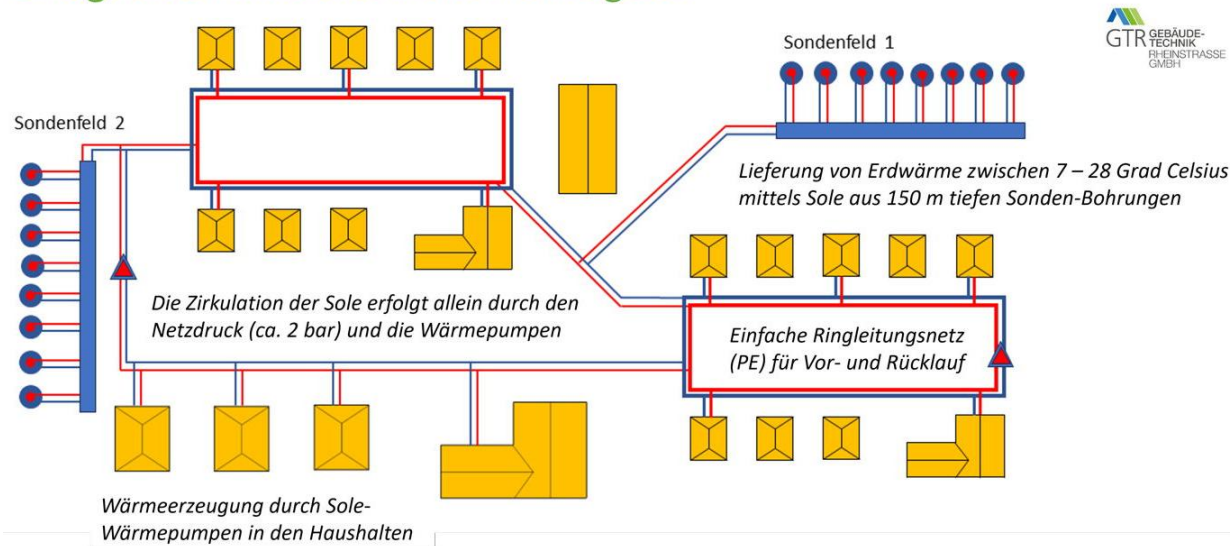 GTR GEBÄUDE-
TECHNIK
RHEINSTRASSE
GMBH
Sondenfeld 1
Sondenfeld 2
Lieferung von Erdwärme zwischen 7 – 28 Grad Celsius
mittels Sole aus 150 m tiefen Sonden-Bohrungen
Die Zirkulation der Sole erfolgt allein durch den
Netzdruck (ca. 2 bar) und die Wärmepumpen
Einfache Ringleitungsnetz
(PE) für Vor- und Rücklauf
Wärmeerzeugung durch Sole-
Wärmepumpen in den Haushalten